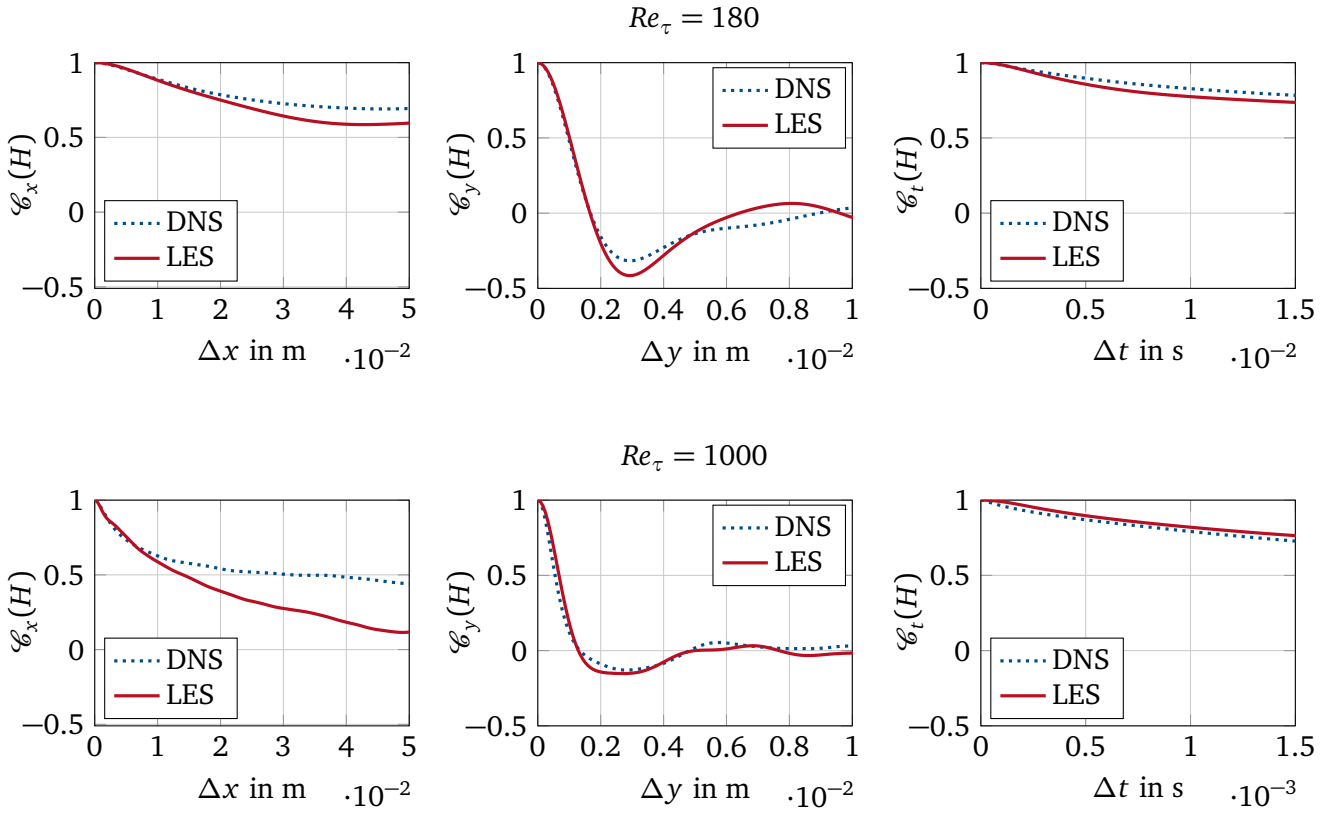 Re_τ = 180
𝒞_x(H)
1
0.5
0
−0.5
DNS
LES
0 1 2 3 4 5
Δx in m ·10⁻²
𝒞_y(H)
1
0.5
0
−0.5
DNS
LES
0 0.2 0.4 0.6 0.8 1
Δy in m ·10⁻²
𝒞_t(H)
1
0.5
0
−0.5
DNS
LES
0 0.5 1 1.5
Δt in s ·10⁻²
Re_τ = 1000
𝒞_x(H)
1
0.5
0
−0.5
DNS
LES
0 1 2 3 4 5
Δx in m ·10⁻²
𝒞_y(H)
1
0.5
0
−0.5
DNS
LES
0 0.2 0.4 0.6 0.8 1
Δy in m ·10⁻²
𝒞_t(H)
1
0.5
0
−0.5
DNS
LES
0 0.5 1 1.5
Δt in s ·10⁻³